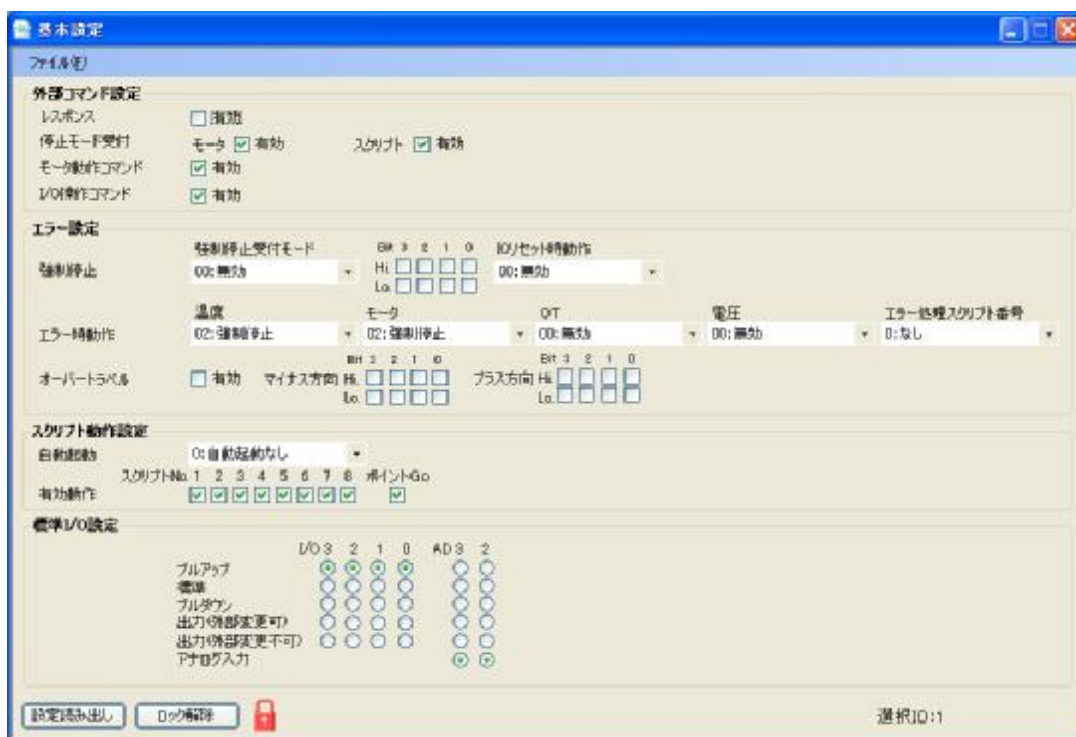 基本設定
ファイル(F)
外部コマンド設定
レスポンス 有効
停止モード受付 モータ 有効 スクリプト 有効
モータ動作コマンド 有効
I/O操作コマンド 有効
エラー設定
強制停止受付モード Bit 3 2 1 0 IOリセット時動作
強制停止 00:無効 Hi. 00:無効
Lo.
温度 モータ OT 電圧 エラー処理スクリプト番号
エラー時動作 02:強制停止 02:強制停止 00:無効 00:無効 0:なし
Bit 3 2 1 0 Bit 3 2 1 0
オーバートラベル 有効 マイナス方向 Hi. プラス方向 Hi.
Lo. Lo.
スクリプト動作設定
自動起動 0:自動起動なし
スクリプトNo. 1 2 3 4 5 6 7 8 ポイントGo
有効動作
標準I/O設定
I/O 3 2 1 0 AD 3 2
プルアップ
標準
プルダウン
出力(外部変更可)
出力(外部変更不可)
アナログ入力
設定読み出し ロック解除 選択ID:1